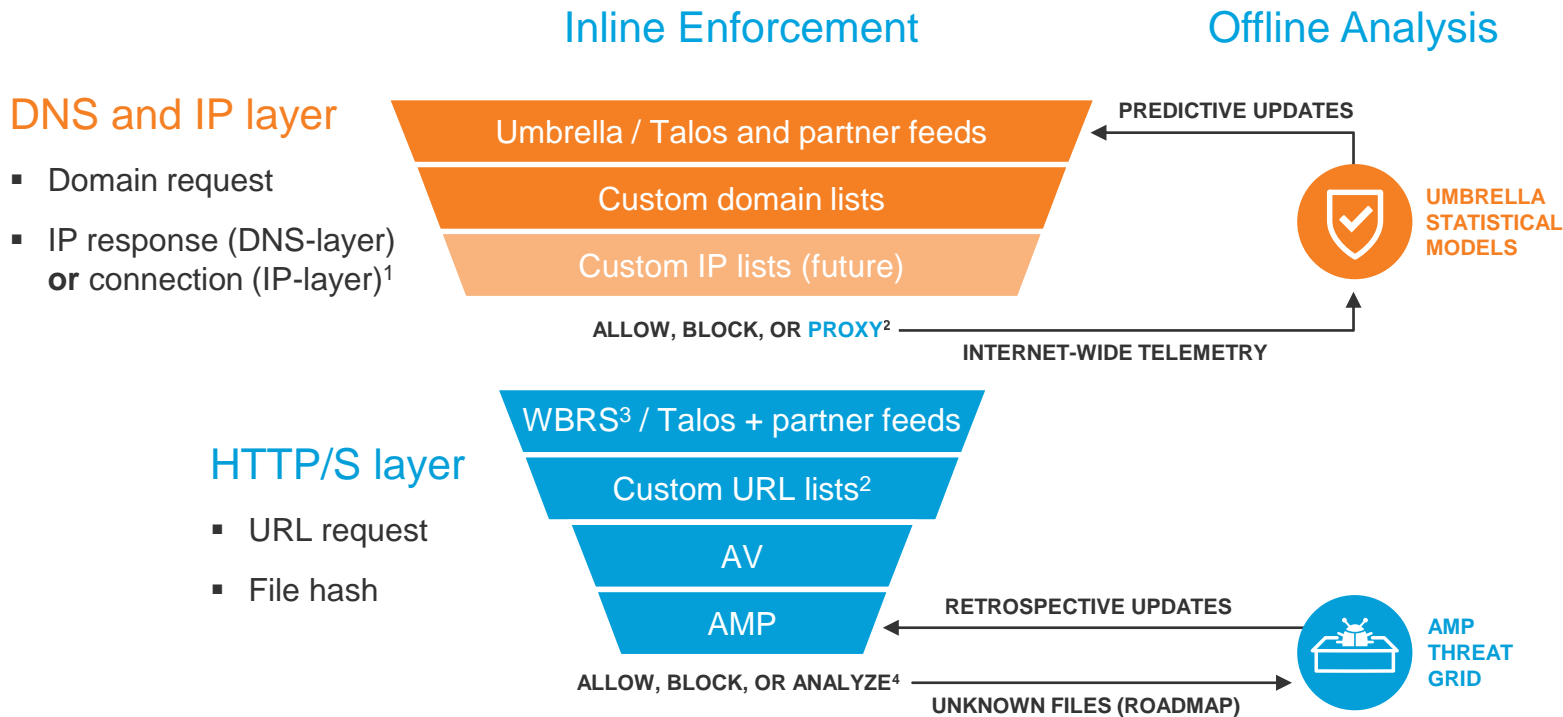 Inline Enforcement
Offline Analysis
DNS and IP layer
▪ Domain request
▪ IP response (DNS-layer)
or connection (IP-layer)¹
Umbrella / Talos and partner feeds
Custom domain lists
Custom IP lists (future)
ALLOW, BLOCK, OR PROXY²
PREDICTIVE UPDATES
UMBRELLA
STATISTICAL
MODELS
INTERNET-WIDE TELEMETRY
HTTP/S layer
▪ URL request
▪ File hash
WBRS³ / Talos + partner feeds
Custom URL lists²
AV
AMP
ALLOW, BLOCK, OR ANALYZE⁴
RETROSPECTIVE UPDATES
AMP
THREAT
GRID
UNKNOWN FILES (ROADMAP)